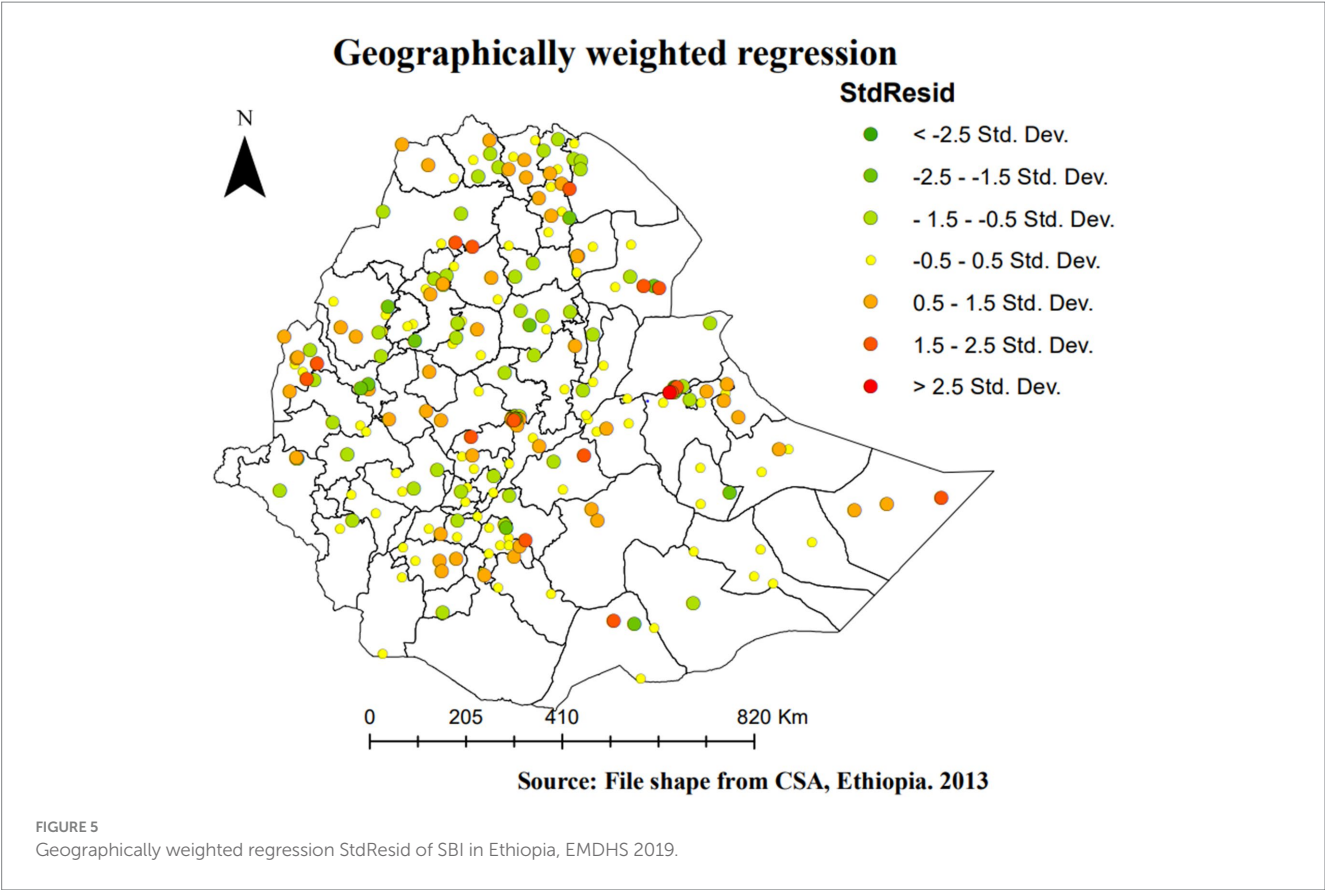 Geographically weighted regression
StdResid
N
< -2.5 Std. Dev.
-2.5 - -1.5 Std. Dev.
- 1.5 - -0.5 Std. Dev.
-0.5 - 0.5 Std. Dev.
0.5 - 1.5 Std. Dev.
1.5 - 2.5 Std. Dev.
> 2.5 Std. Dev.
0 205 410 820 Km
Source: File shape from CSA, Ethiopia. 2013
FIGURE 5
Geographically weighted regression StdResid of SBI in Ethiopia, EMDHS 2019.